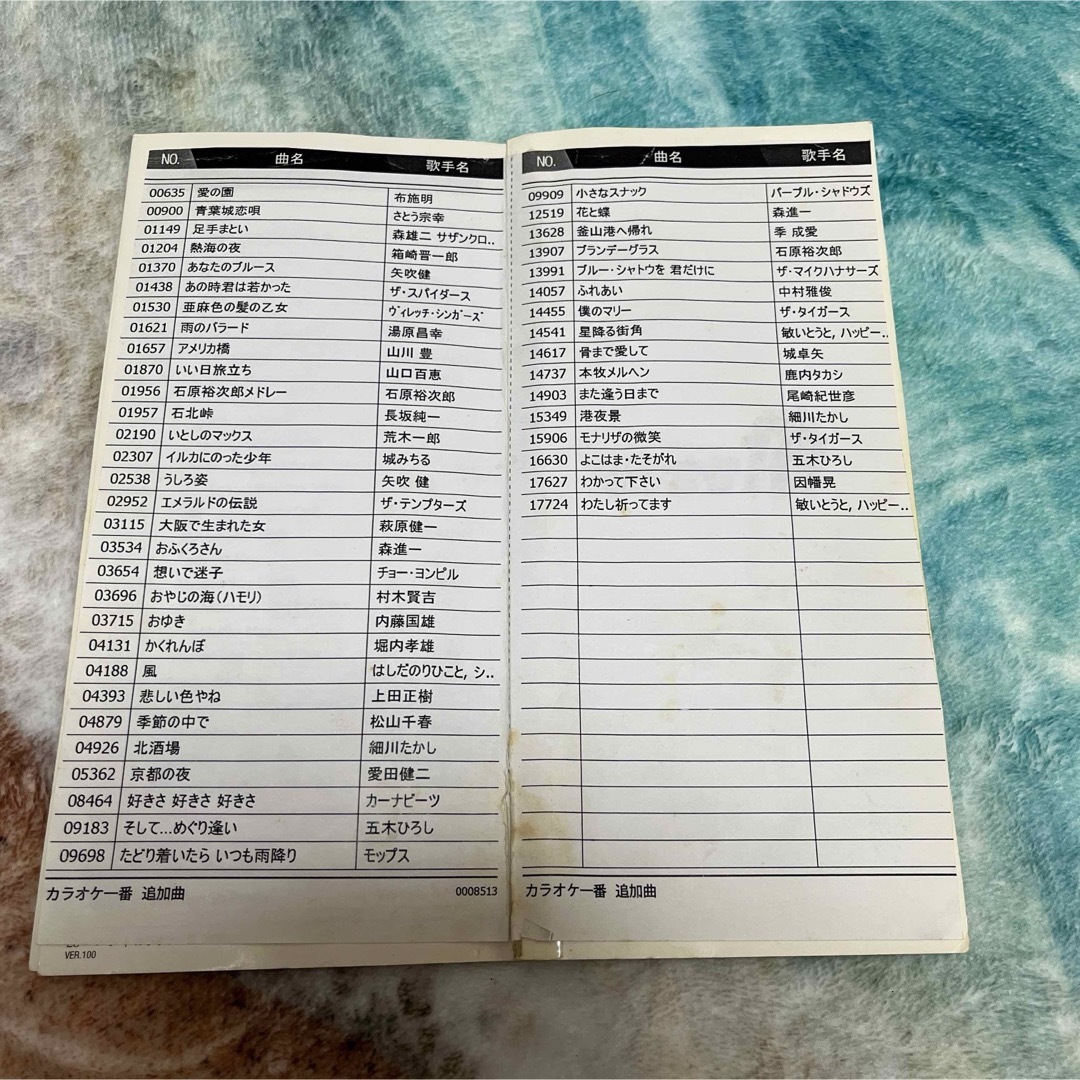 NO. 曲名 歌手名
00635 愛の園 布施明
00900 青葉城恋唄 さとう宗幸
01149 足手まとい 森雄二 サザンクロ..
01204 熱海の夜 箱崎晋一郎
01370 あなたのブルース 矢吹健
01438 あの時君は若かった ザ・スパイダース
01530 亜麻色の髪の乙女 ヴィレッヂ・シンガーズ
01621 雨のバラード 湯原昌幸
01657 アメリカ橋 山川 豊
01870 いい日旅立ち 山口百恵
01956 石原裕次郎メドレー 石原裕次郎
01957 石北峠 長坂純一
02190 いとしのマックス 荒木一郎
02307 イルカにのった少年 城みちる
02538 うしろ姿 矢吹 健
02952 エメラルドの伝説 ザ・テンプターズ
03115 大阪で生まれた女 萩原健一
03534 おふくろさん 森進一
03654 想いで迷子 チョー・ヨンピル
03696 おやじの海(ハモリ) 村木賢吉
03715 おゆき 内藤国雄
04131 かくれんぼ 堀内孝雄
04188 風 はしだのりひこと, シ..
04393 悲しい色やね 上田正樹
04879 季節の中で 松山千春
04926 北酒場 細川たかし
05362 京都の夜 愛田健二
08464 好きさ 好きさ 好きさ カーナビーツ
09183 そして…めぐり逢い 五木ひろし
09698 たどり着いたら いつも雨降り モップス
カラオケ一番 追加曲 0008513
VER.100
NO. 曲名 歌手名
09909 小さなスナック パープル・シャドウズ
12519 花と蝶 森進一
13628 釜山港へ帰れ 季 成愛
13907 ブランデーグラス 石原裕次郎
13991 ブルー・シャトウを 君だけに ザ・マイクハナサーズ
14057 ふれあい 中村雅俊
14455 僕のマリー ザ・タイガース
14541 星降る街角 敏いとうと, ハッピー..
14617 骨まで愛して 城卓矢
14737 本牧メルヘン 鹿内タカシ
14903 また逢う日まで 尾崎紀世彦
15349 港夜景 細川たかし
15906 モナリザの微笑 ザ・タイガース
16630 よこはま・たそがれ 五木ひろし
17627 わかって下さい 因幡晃
17724 わたし祈ってます 敏いとうと, ハッピー..
カラオケ一番 追加曲